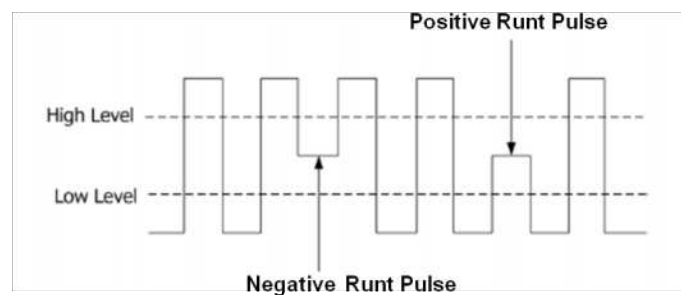 Positive Runt Pulse
High Level
Low Level
Negative Runt Pulse